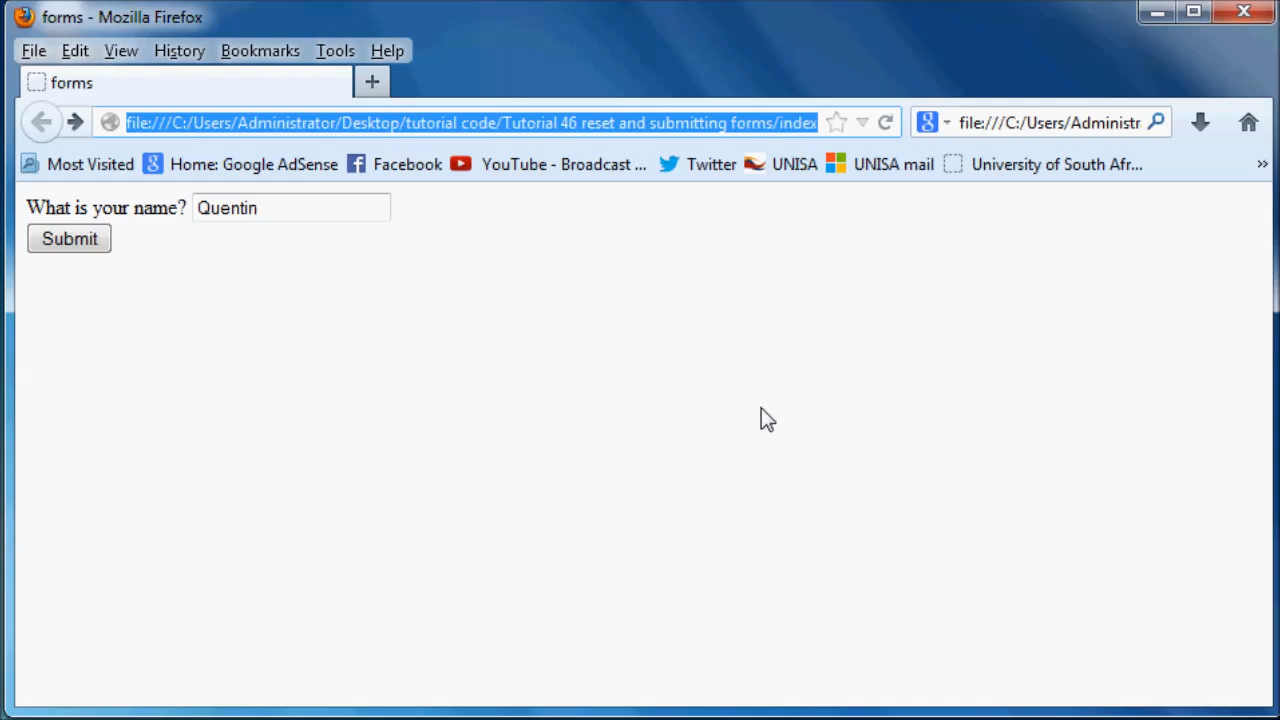 forms - Mozilla Firefox
File Edit View History Bookmarks Tools Help
forms
file:///C:/Users/Administrator/Desktop/tutorial code/Tutorial 46 reset and submitting forms/index file:///C:/Users/Administr
Most Visited Home: Google AdSense Facebook YouTube - Broadcast ... Twitter UNISA UNISA mail University of South Afr...
What is your name? Quentin
Submit